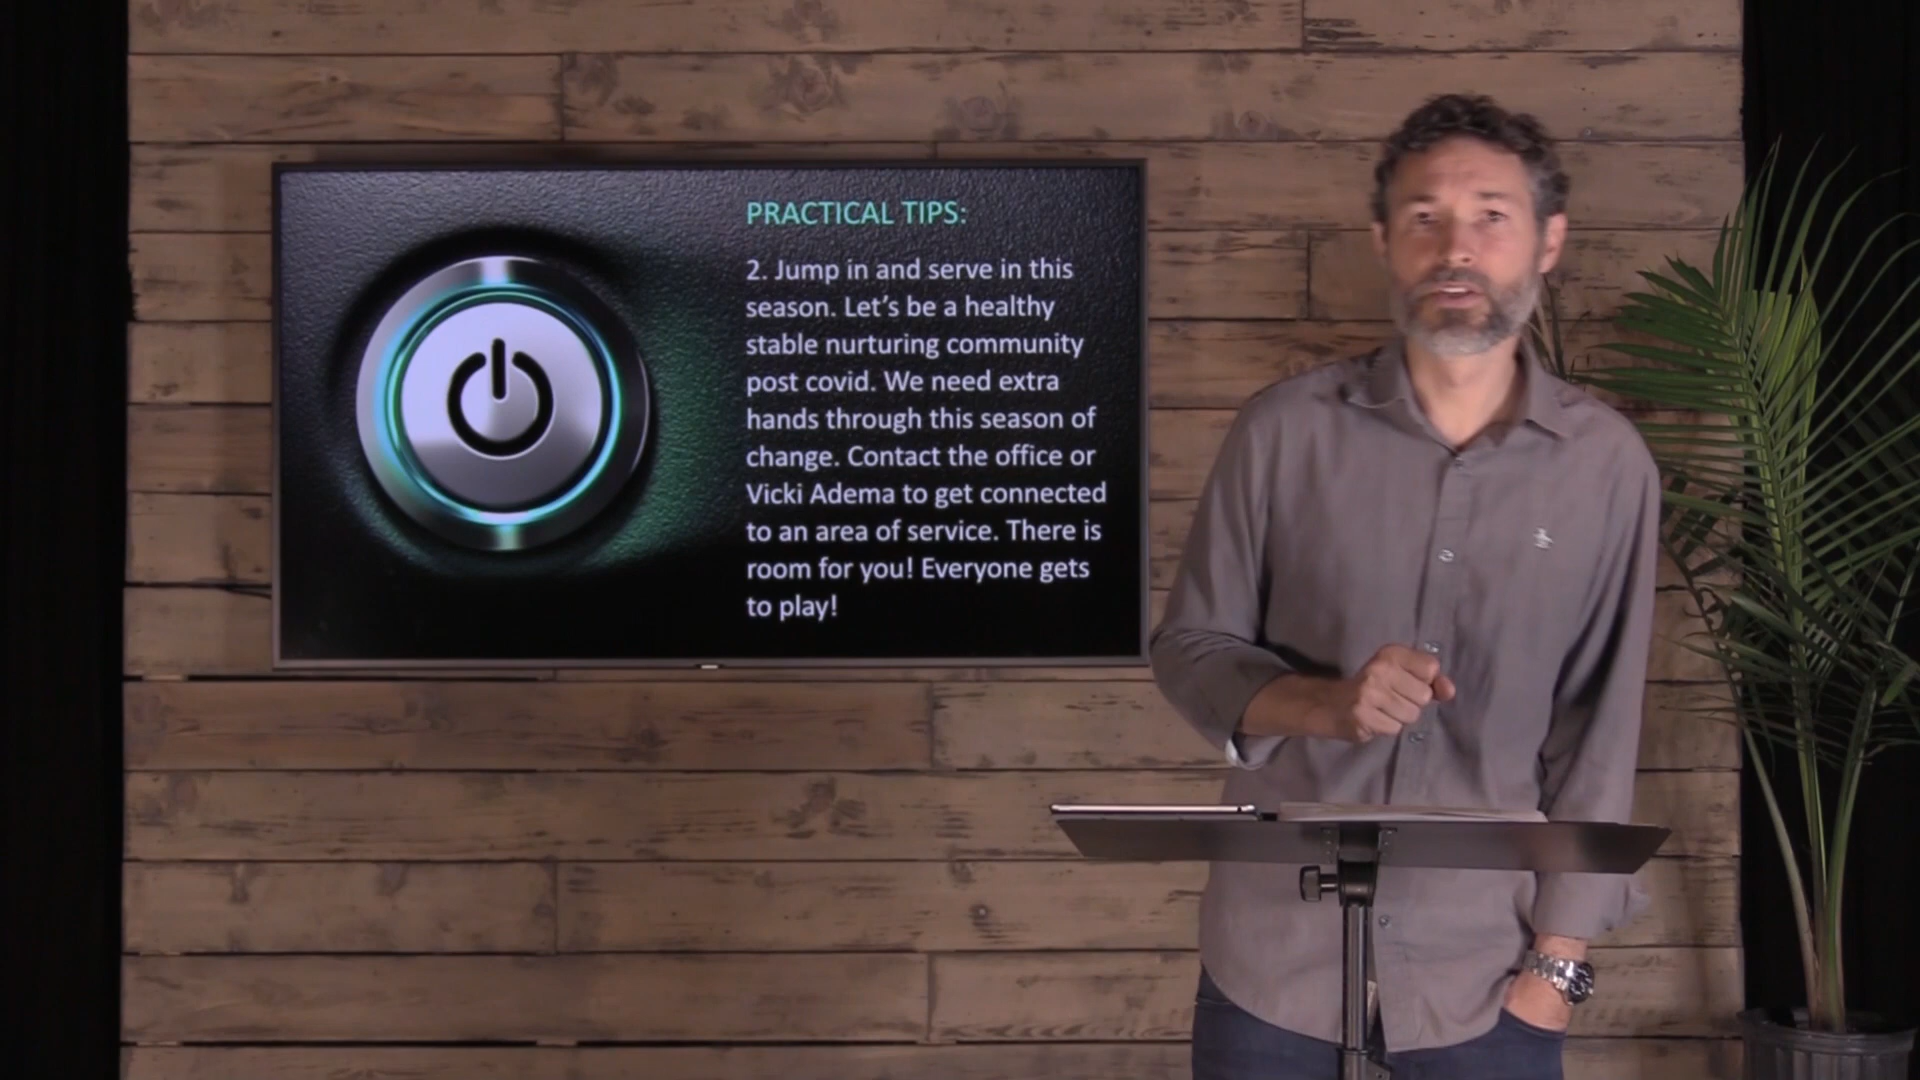 PRACTICAL TIPS:
2. Jump in and serve in this
season. Let’s be a healthy
stable nurturing community
post covid. We need extra
hands through this season of
change. Contact the office or
Vicki Adema to get connected
to an area of service. There is
room for you! Everyone gets
to play!